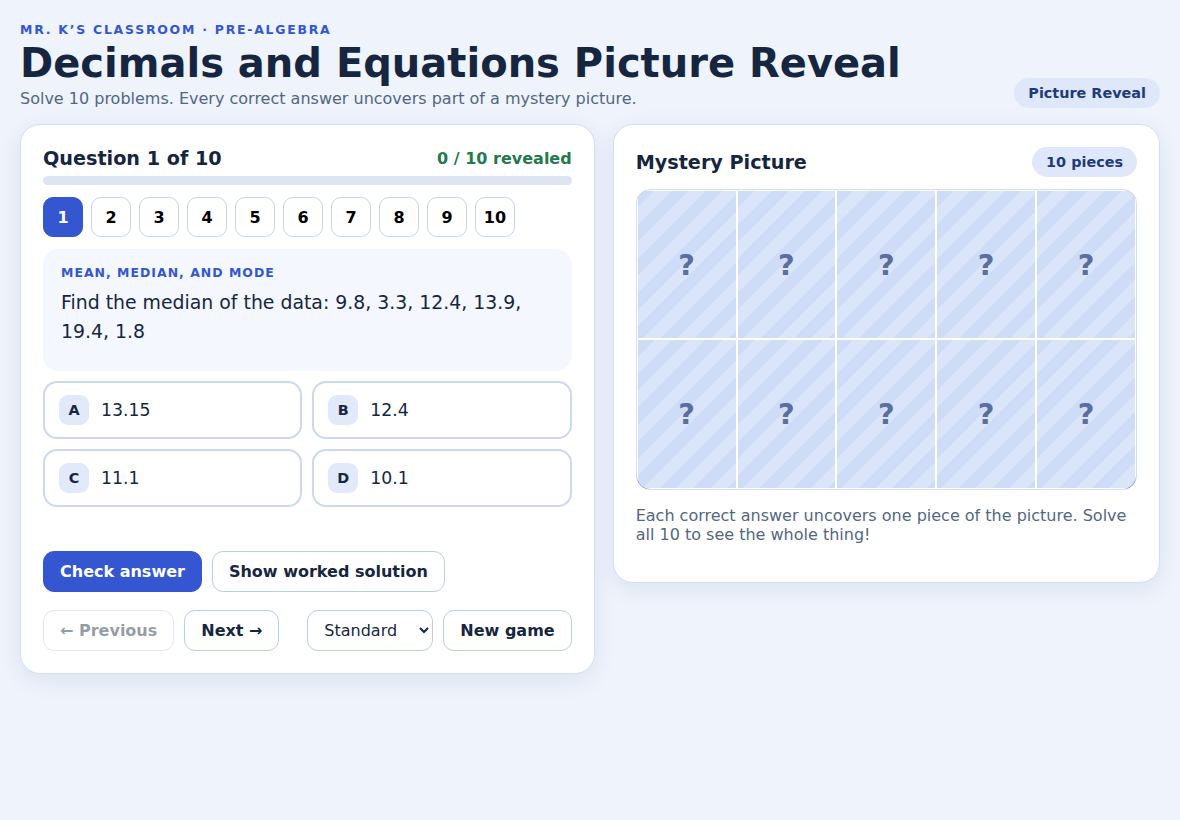 MR. K’S CLASSROOM · PRE-ALGEBRA
Decimals and Equations Picture Reveal
Solve 10 problems. Every correct answer uncovers part of a mystery picture.
Picture Reveal
Question 1 of 10
0 / 10 revealed
1 2 3 4 5 6 7 8 9 10
MEAN, MEDIAN, AND MODE
Find the median of the data: 9.8, 3.3, 12.4, 13.9,
19.4, 1.8
A 13.15
B 12.4
C 11.1
D 10.1
Check answer
Show worked solution
← Previous
Next →
Standard
New game
Mystery Picture
10 pieces
? ? ? ? ?
? ? ? ? ?
Each correct answer uncovers one piece of the picture. Solve
all 10 to see the whole thing!